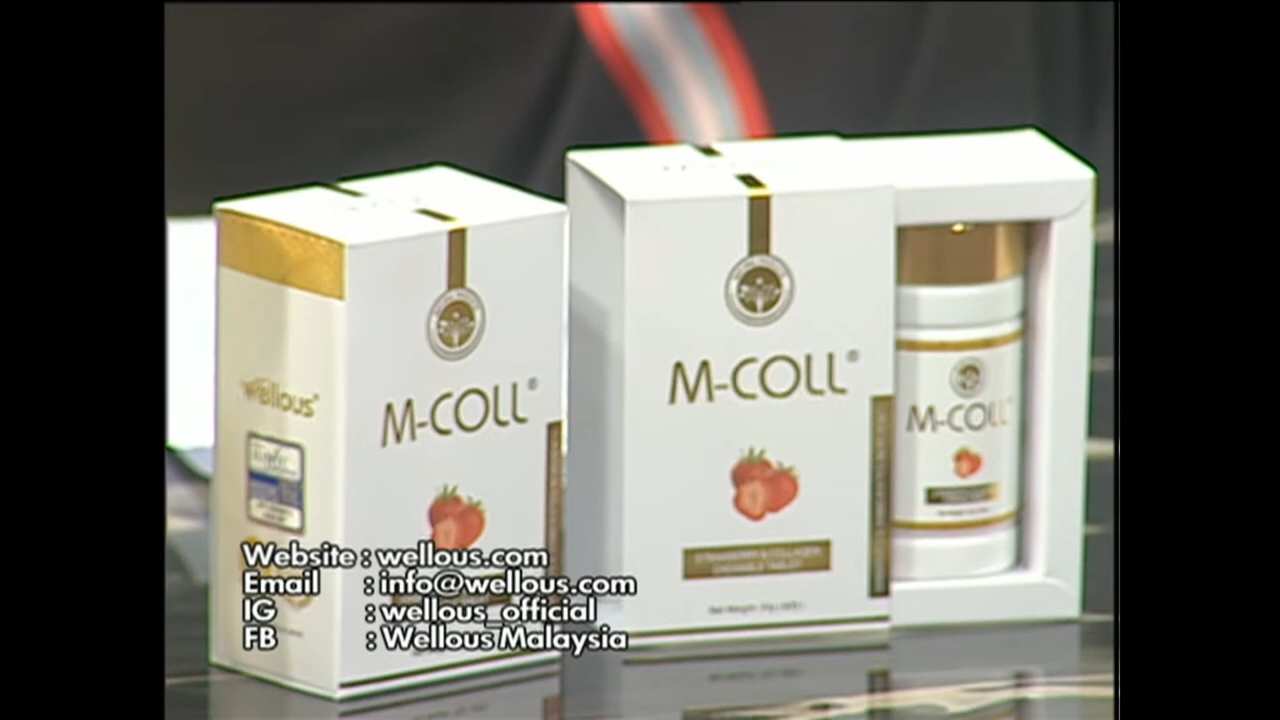 wellous®
M-COLL®
M-COLL®
STRAWBERRY & COLLAGEN
CHEWABLE TABLET
M-COLL
Website : wellous.com
Email : info@wellous.com
IG : wellous_official
FB : Wellous Malaysia